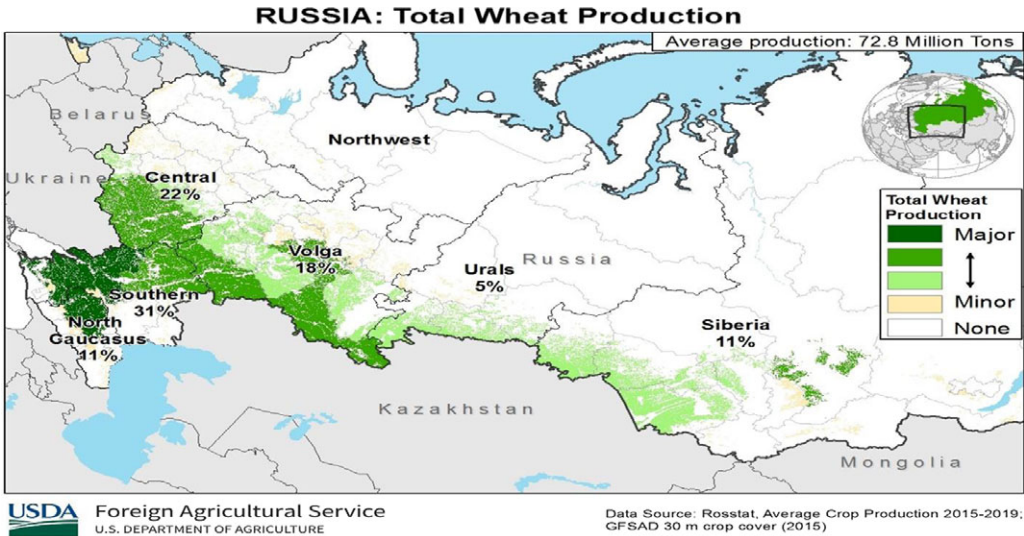 RUSSIA: Total Wheat Production
Average production: 72.8 Million Tons
Belarus
Northwest
Ukraine
Central
22%
Volga
18%
Urals
5%
Russia
Southern
31%
North
Caucasus
11%
Siberia
11%
Kazakhstan
Mongolia
Total Wheat
Production
Major
Minor
None
USDA
Foreign Agricultural Service
U.S. DEPARTMENT OF AGRICULTURE
Data Source: Rosstat, Average Crop Production 2015-2019;
GFSAD 30 m crop cover (2015)